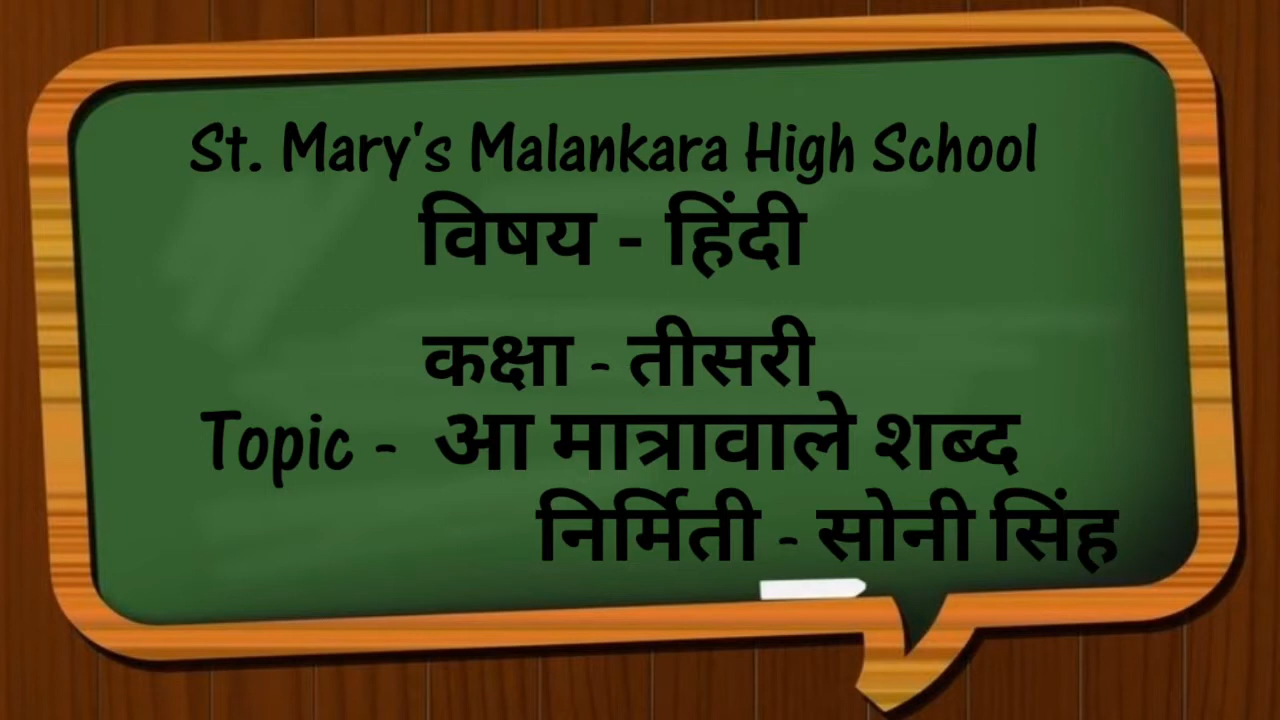 St. Mary's Malankara High School
विषय - हिंदी
कक्षा - तीसरी
Topic - आ मात्रावाले शब्द
निर्मिती - सोनी सिंह